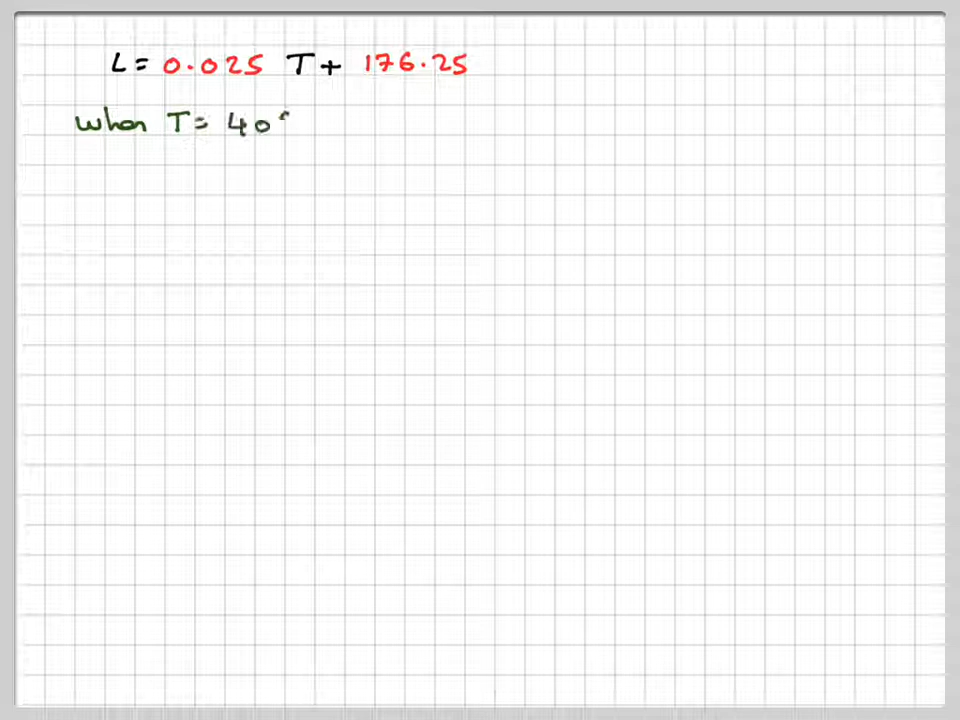 L = 0.025 T + 176.25
when T = 40°